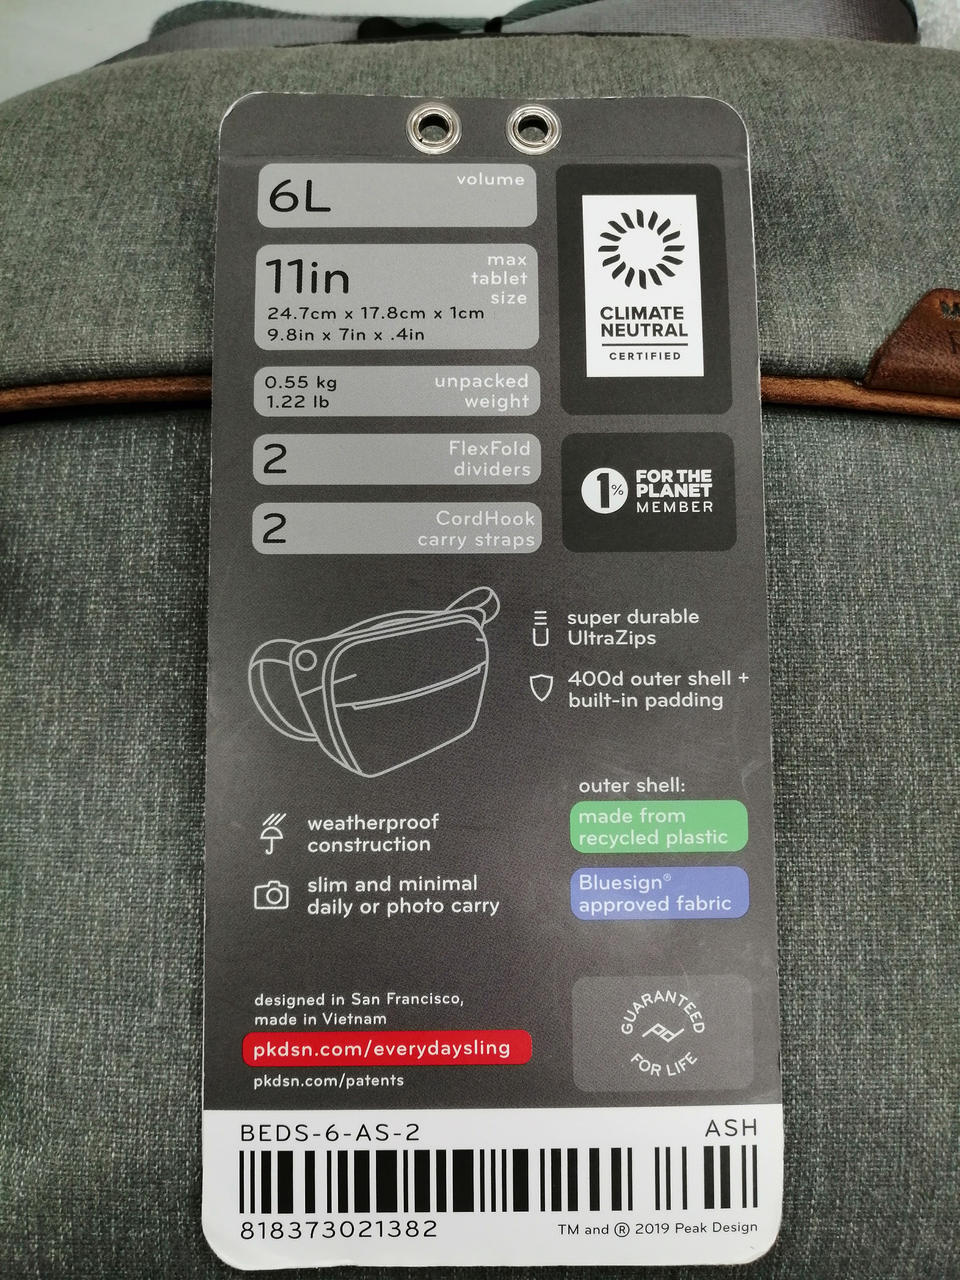 6L
volume
11in
max
tablet
size
24.7cm x 17.8cm x 1cm
9.8in x 7in x .4in
0.55 kg
1.22 lb
unpacked
weight
2
FlexFold
dividers
2
CordHook
carry straps
CLIMATE
NEUTRAL
CERTIFIED
1%
FOR THE
PLANET
MEMBER
super durable
UltraZips
400d outer shell +
built-in padding
weatherproof
construction
slim and minimal
daily or photo carry
outer shell:
made from
recycled plastic
Bluesign®
approved fabric
designed in San Francisco,
made in Vietnam
pkdsn.com/everydaysling
pkdsn.com/patents
GUARANTEED
FOR LIFE
BEDS-6-AS-2
ASH
818373021382
TM and ® 2019 Peak Design